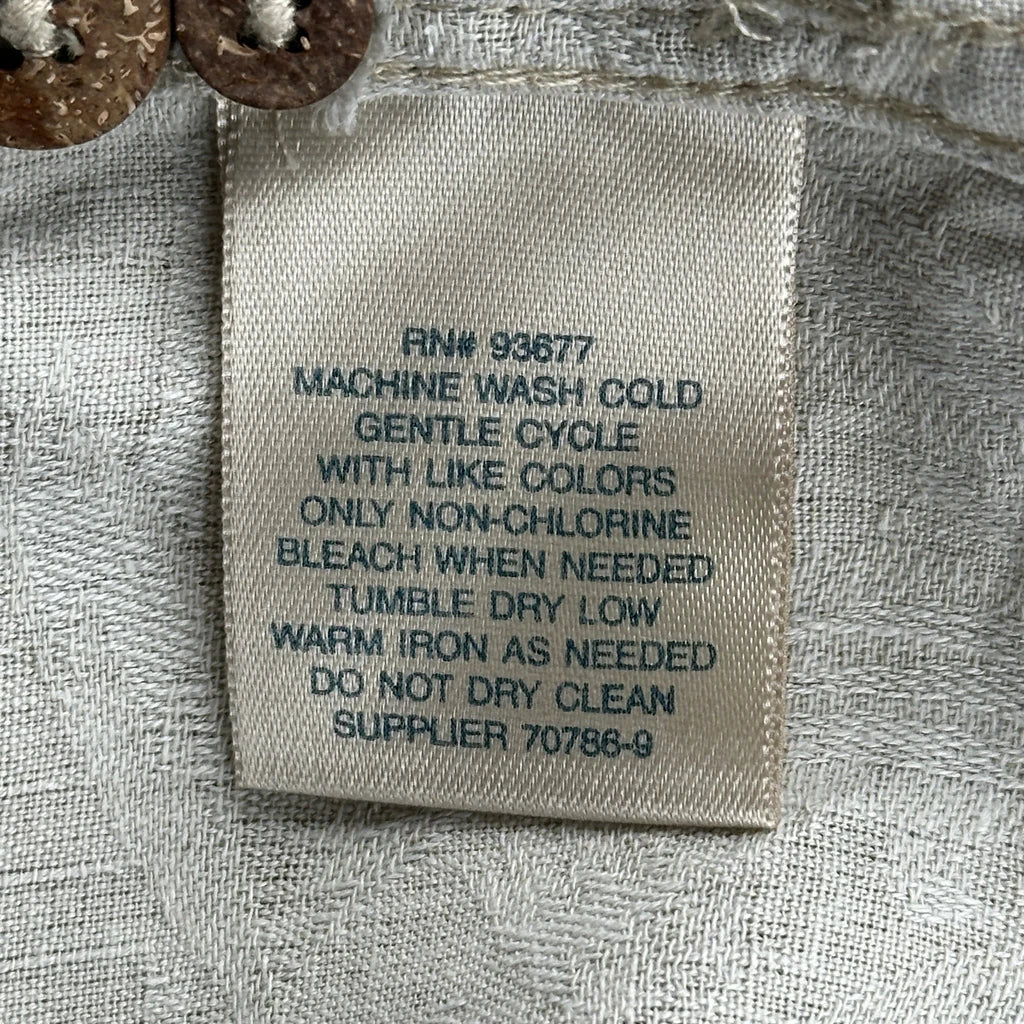 RN# 93677
MACHINE WASH COLD
GENTLE CYCLE
WITH LIKE COLORS
ONLY NON-CHLORINE
BLEACH WHEN NEEDED
TUMBLE DRY LOW
WARM IRON AS NEEDED
DO NOT DRY CLEAN
SUPPLIER 70786-9